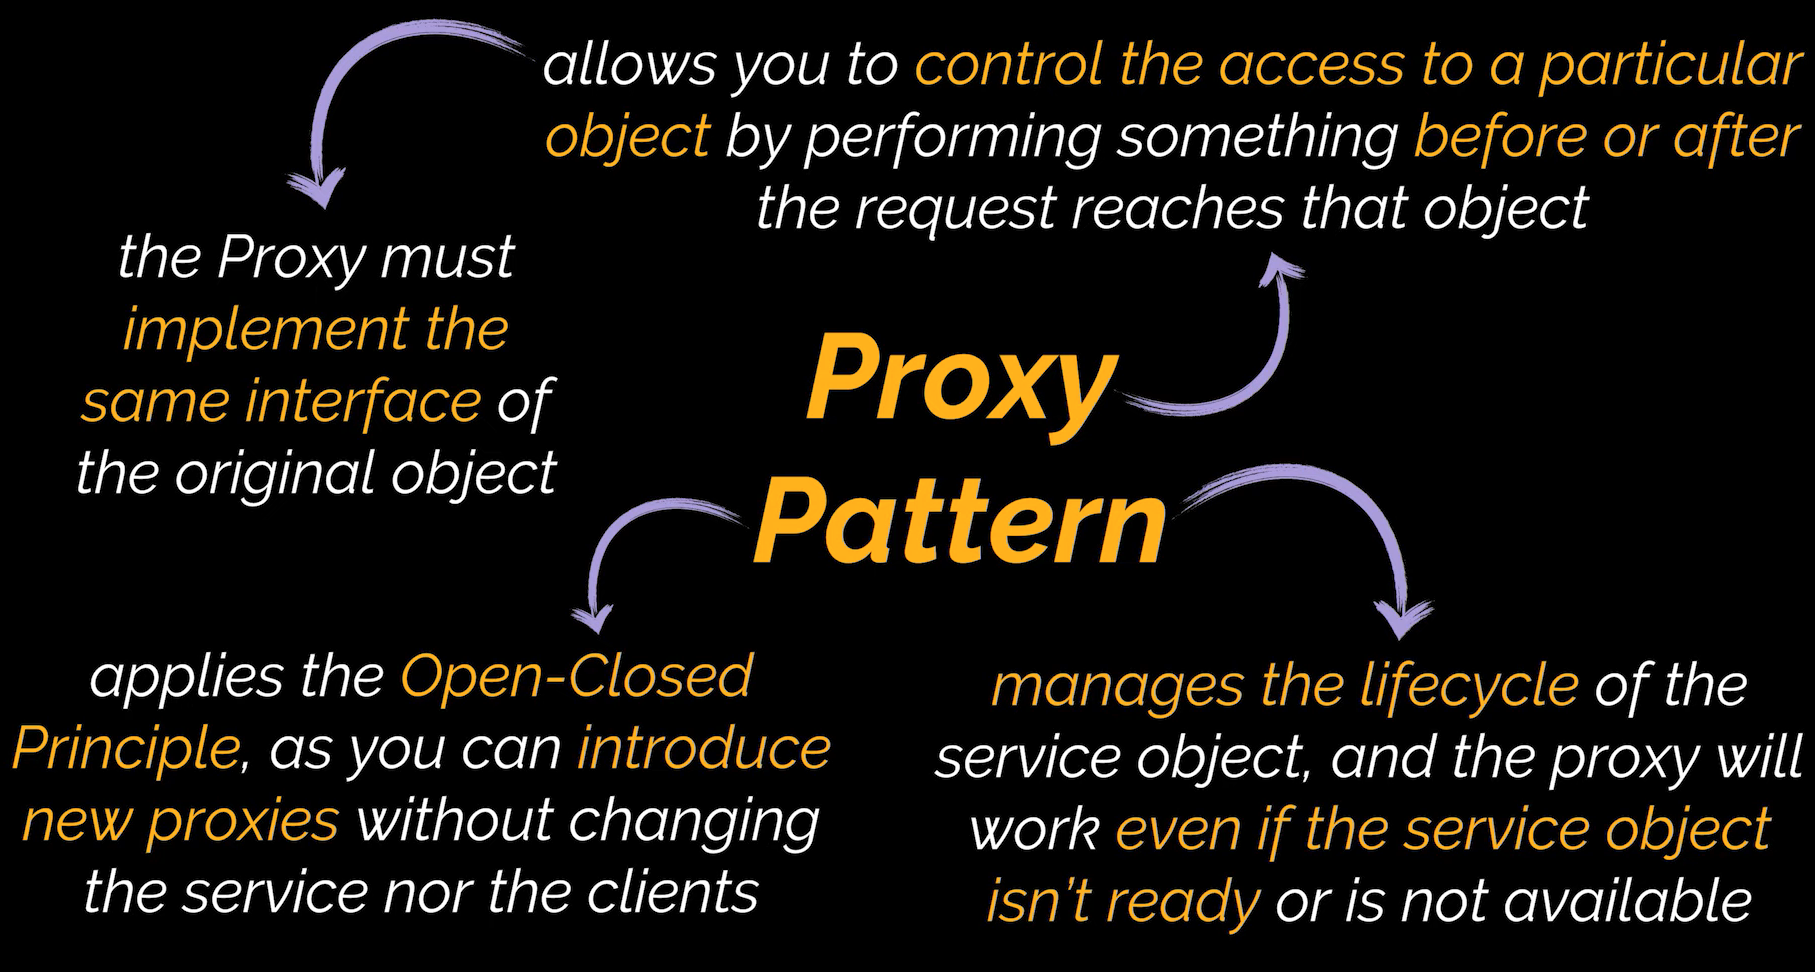 allows you to control the access to a particular
object by performing something before or after
the request reaches that object
the Proxy must
implement the
same interface of
the original object
Proxy
Pattern
applies the Open-Closed
Principle, as you can introduce
new proxies without changing
the service nor the clients
manages the lifecycle of the
service object, and the proxy will
work even if the service object
isn't ready or is not available